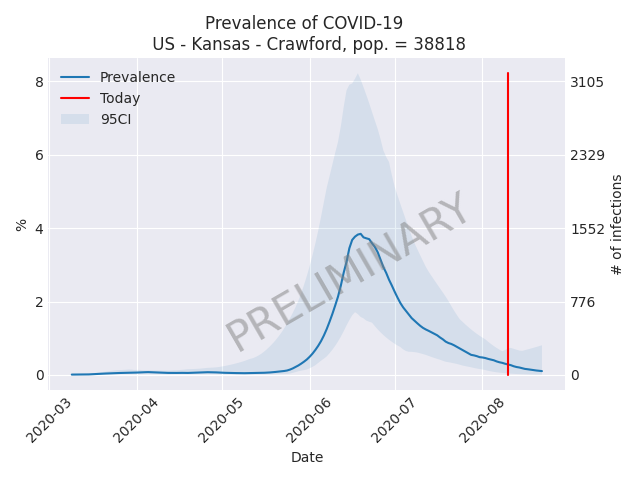 Prevalence of COVID-19
US - Kansas - Crawford, pop. = 38818
Prevalence
Today
95CI
8
6
4
2
0
%
3105
2329
1552
776
0
# of infections
PRELIMINARY
2020-03
2020-04
2020-05
2020-06
2020-07
2020-08
Date